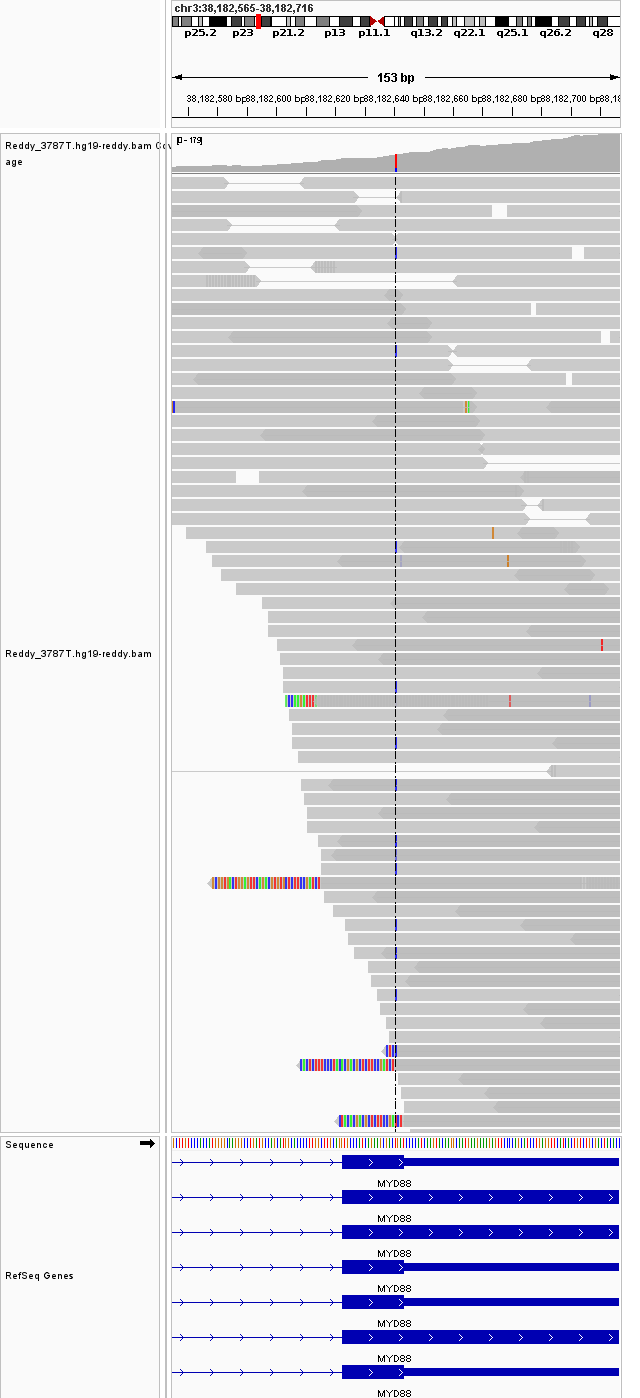 chr3:38,182,565-38,182,716
p25.2 p23 p21.2 p13 p11.1 q13.2 q22.1 q25.1 q26.2 q28
153 bp
38,182,580 bp 38,182,600 bp 38,182,620 bp 38,182,640 bp 38,182,660 bp 38,182,680 bp 38,182,700 bp
Reddy_3787T.hg19-reddy.bam
age
[0 - 179]
Reddy_3787T.hg19-reddy.bam
Sequence
MYD88
MYD88
MYD88
RefSeq Genes
MYD88
MYD88
MYD88
MYD88